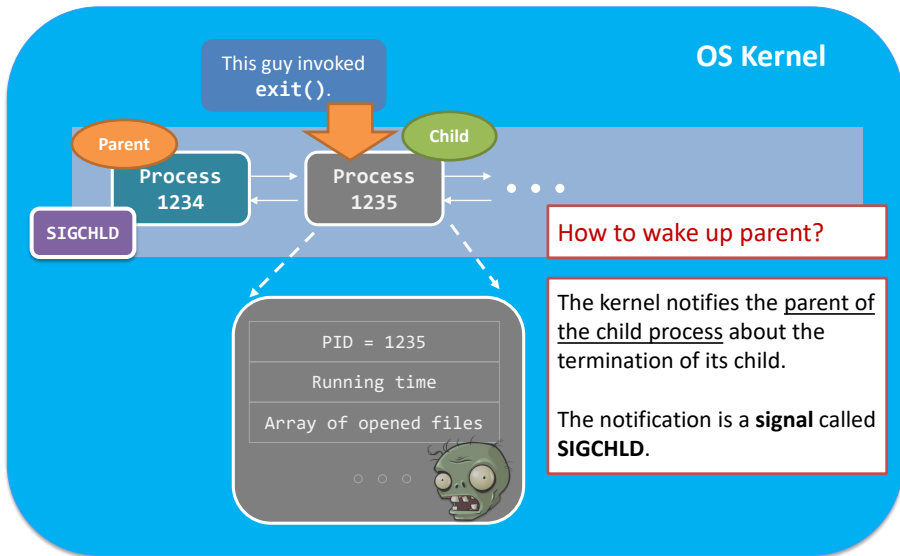 OS Kernel
This guy invoked
exit().
Parent
Child
Process
1234
Process
1235
SIGCHLD
How to wake up parent?
The kernel notifies the parent of
the child process about the
termination of its child.
The notification is a signal called
SIGCHLD.
PID = 1235
Running time
Array of opened files